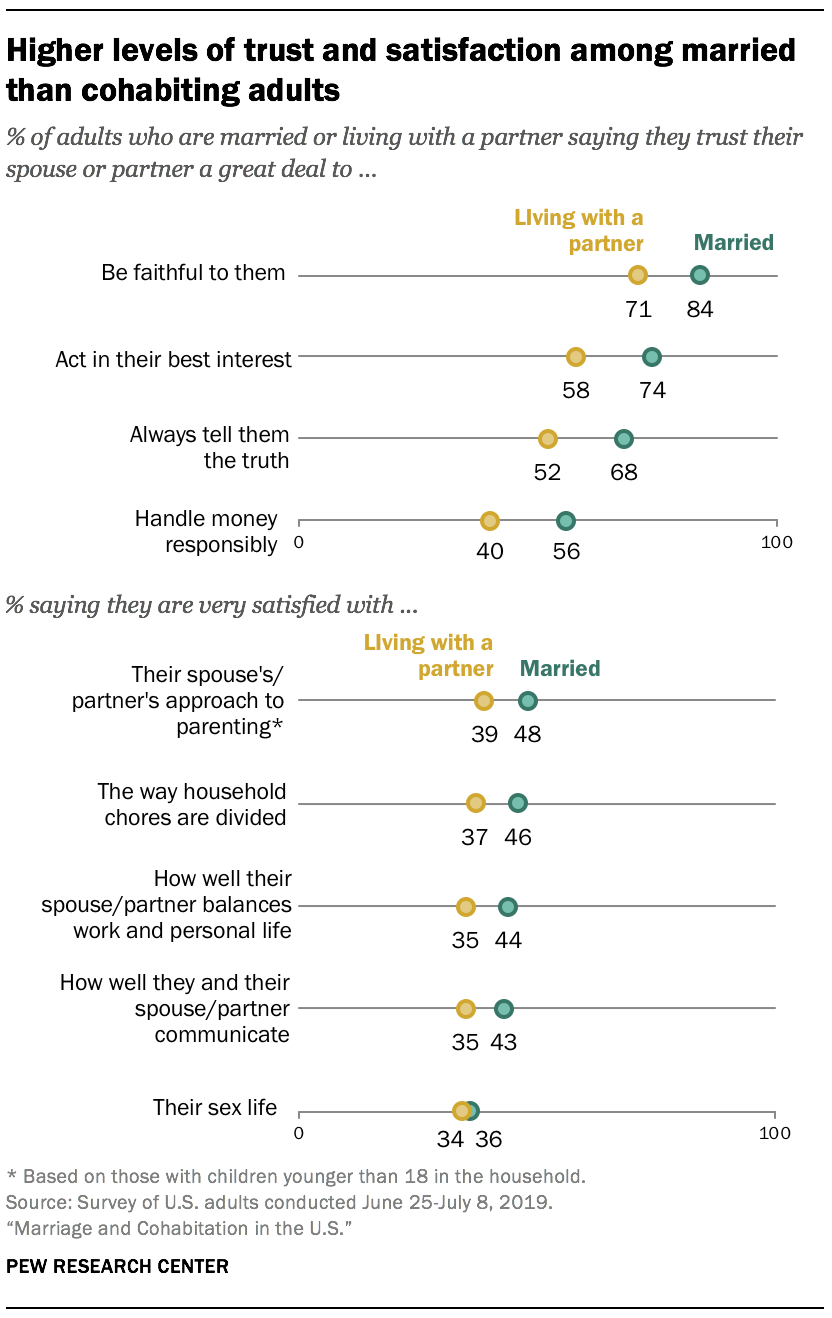 Higher levels of trust and satisfaction among married
than cohabiting adults
% of adults who are married or living with a partner saying they trust their
spouse or partner a great deal to ...
LIving with a
partner
Married
Be faithful to them
71
84
Act in their best interest
58
74
Always tell them
the truth
52
68
Handle money
responsibly
0
40
56
100
% saying they are very satisfied with ...
LIving with a
partner
Married
Their spouse's/
partner's approach to
parenting*
39
48
The way household
chores are divided
37
46
How well their
spouse/partner balances
work and personal life
35
44
How well they and their
spouse/partner
communicate
35
43
Their sex life
0
34
36
100
* Based on those with children younger than 18 in the household.
Source: Survey of U.S. adults conducted June 25-July 8, 2019.
“Marriage and Cohabitation in the U.S.”
PEW RESEARCH CENTER